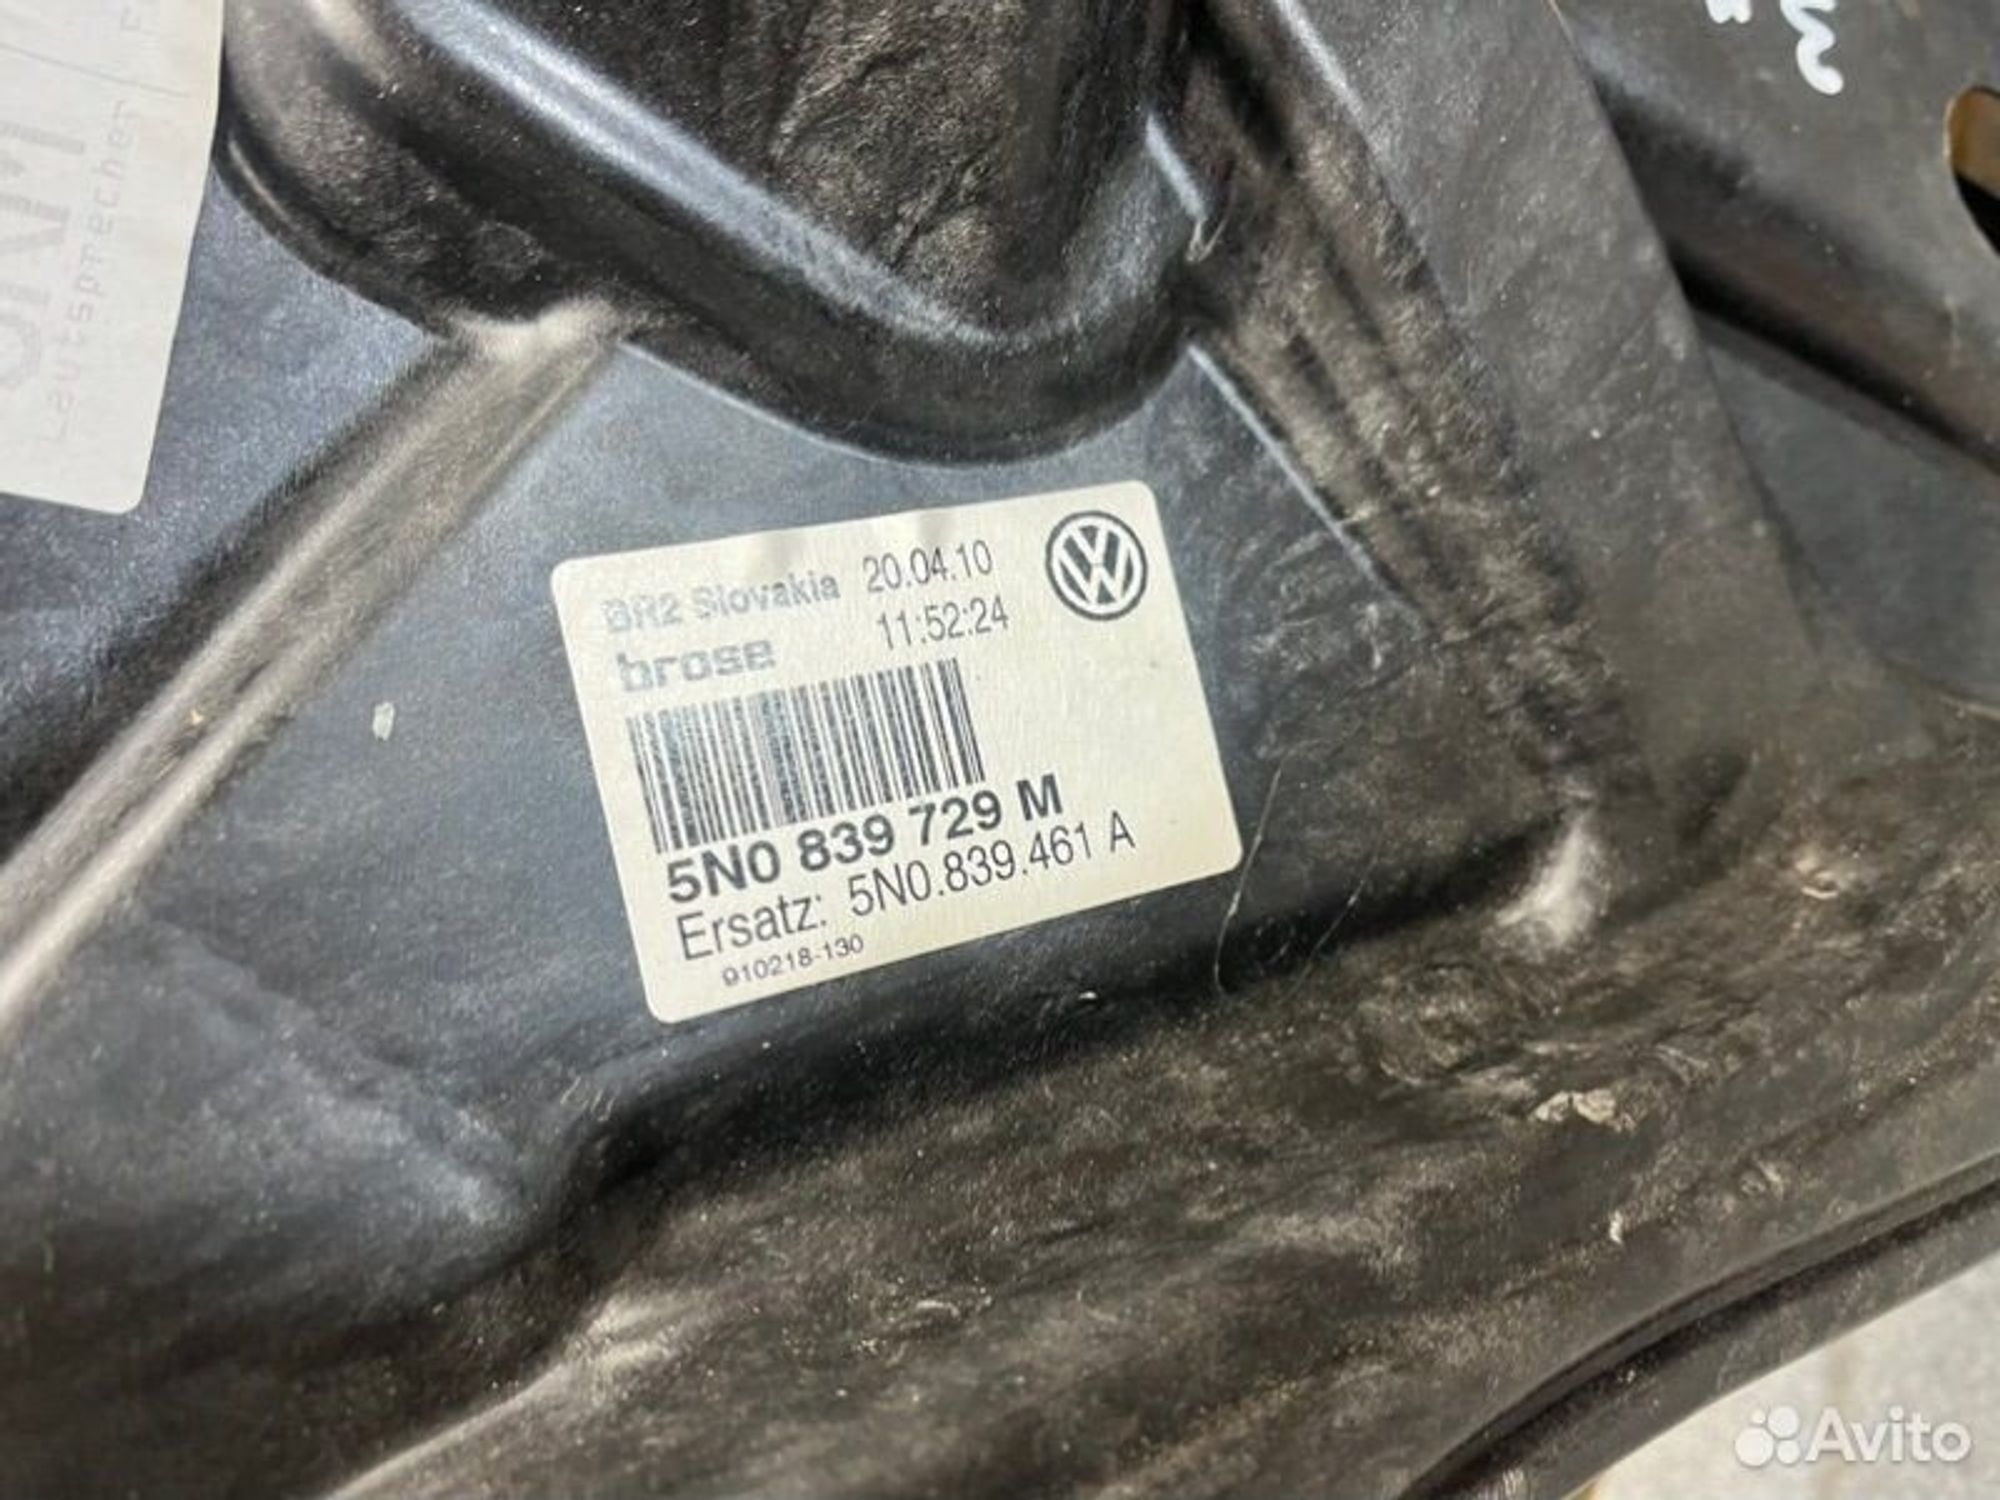 Lautsprecher
BR2 Slovakia 20.04.10
brose 11:52:24
5N0 839 729 M
Ersatz: 5N0.839.461 A
910218-130
Avito